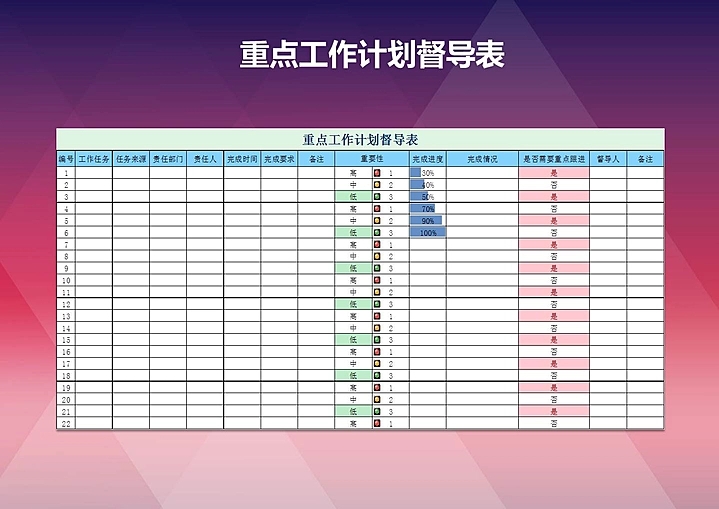 重点工作计划督导表
重点工作计划督导表
编号 工作任务 任务来源 责任部门 责任人 完成时间 完成要求 备注 重要性 完成进度 完成情况 是否需要重点跟进 督导人 备注
1 高 1 30% 是
2 中 2 40% 否
3 低 3 50% 是
4 高 1 70% 否
5 中 2 90% 是
6 低 3 100% 否
7 高 1 是
8 中 2 否
9 低 3 是
10 高 1 否
11 中 2 是
12 低 3 否
13 高 1 是
14 中 2 否
15 低 3 是
16 高 1 否
17 中 2 是
18 低 3 否
19 高 1 是
20 中 2 否
21 低 3 是
22 高 1 否